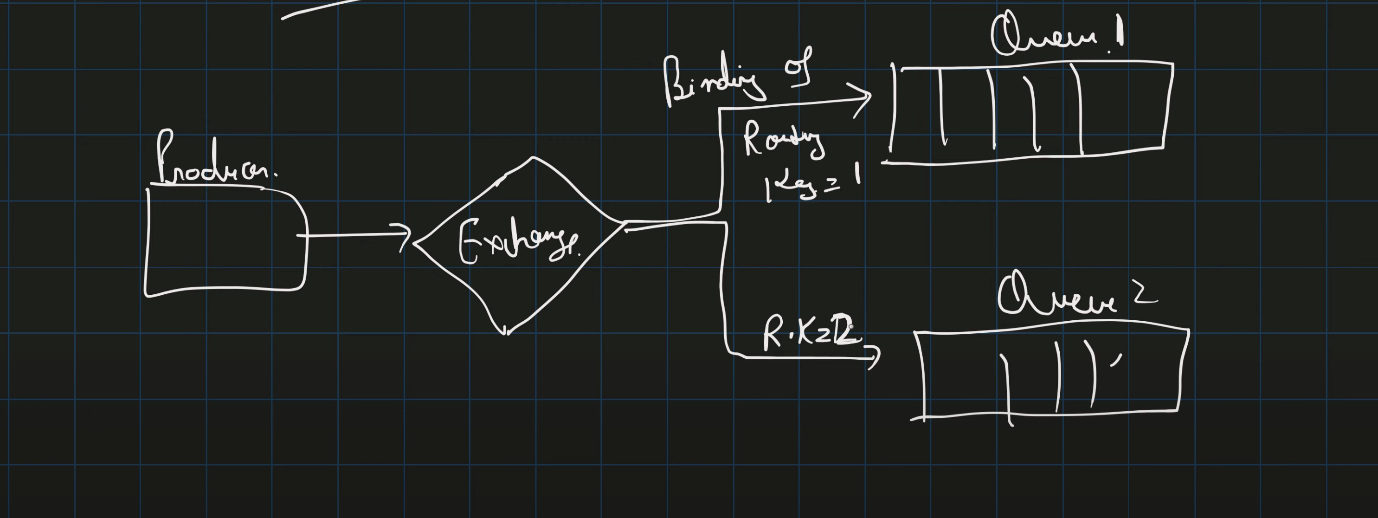 Producer.
Exchange.
Binding of
Routing
Key = 1
Queue 1
R.K = 2
Queue 2